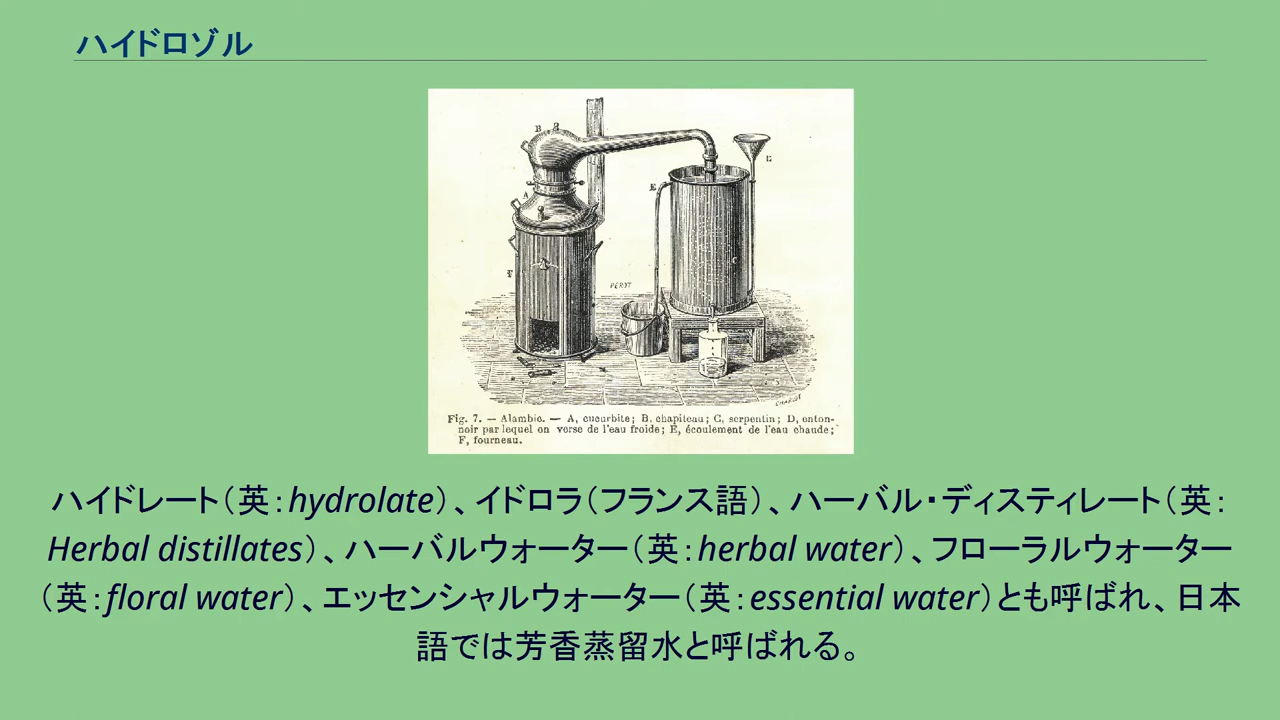 ハイドロゾル
B
A
E
C
F
PERYT
Fig. 7. — Alambic. — A, cucurbite; B, chapiteau; C, serpentin; D, enton-
noir par lequel on verse de l'eau froide; E, écoulement de l'eau chaude;
F, fourneau.
ハイドレート（英：hydrolate）、イドロラ（フランス語）、ハーバル・ディスティレート（英：
Herbal distillates）、ハーバルウォーター（英：herbal water）、フローラルウォーター
（英：floral water）、エッセンシャルウォーター（英：essential water）とも呼ばれ、日本
語では芳香蒸留水と呼ばれる。